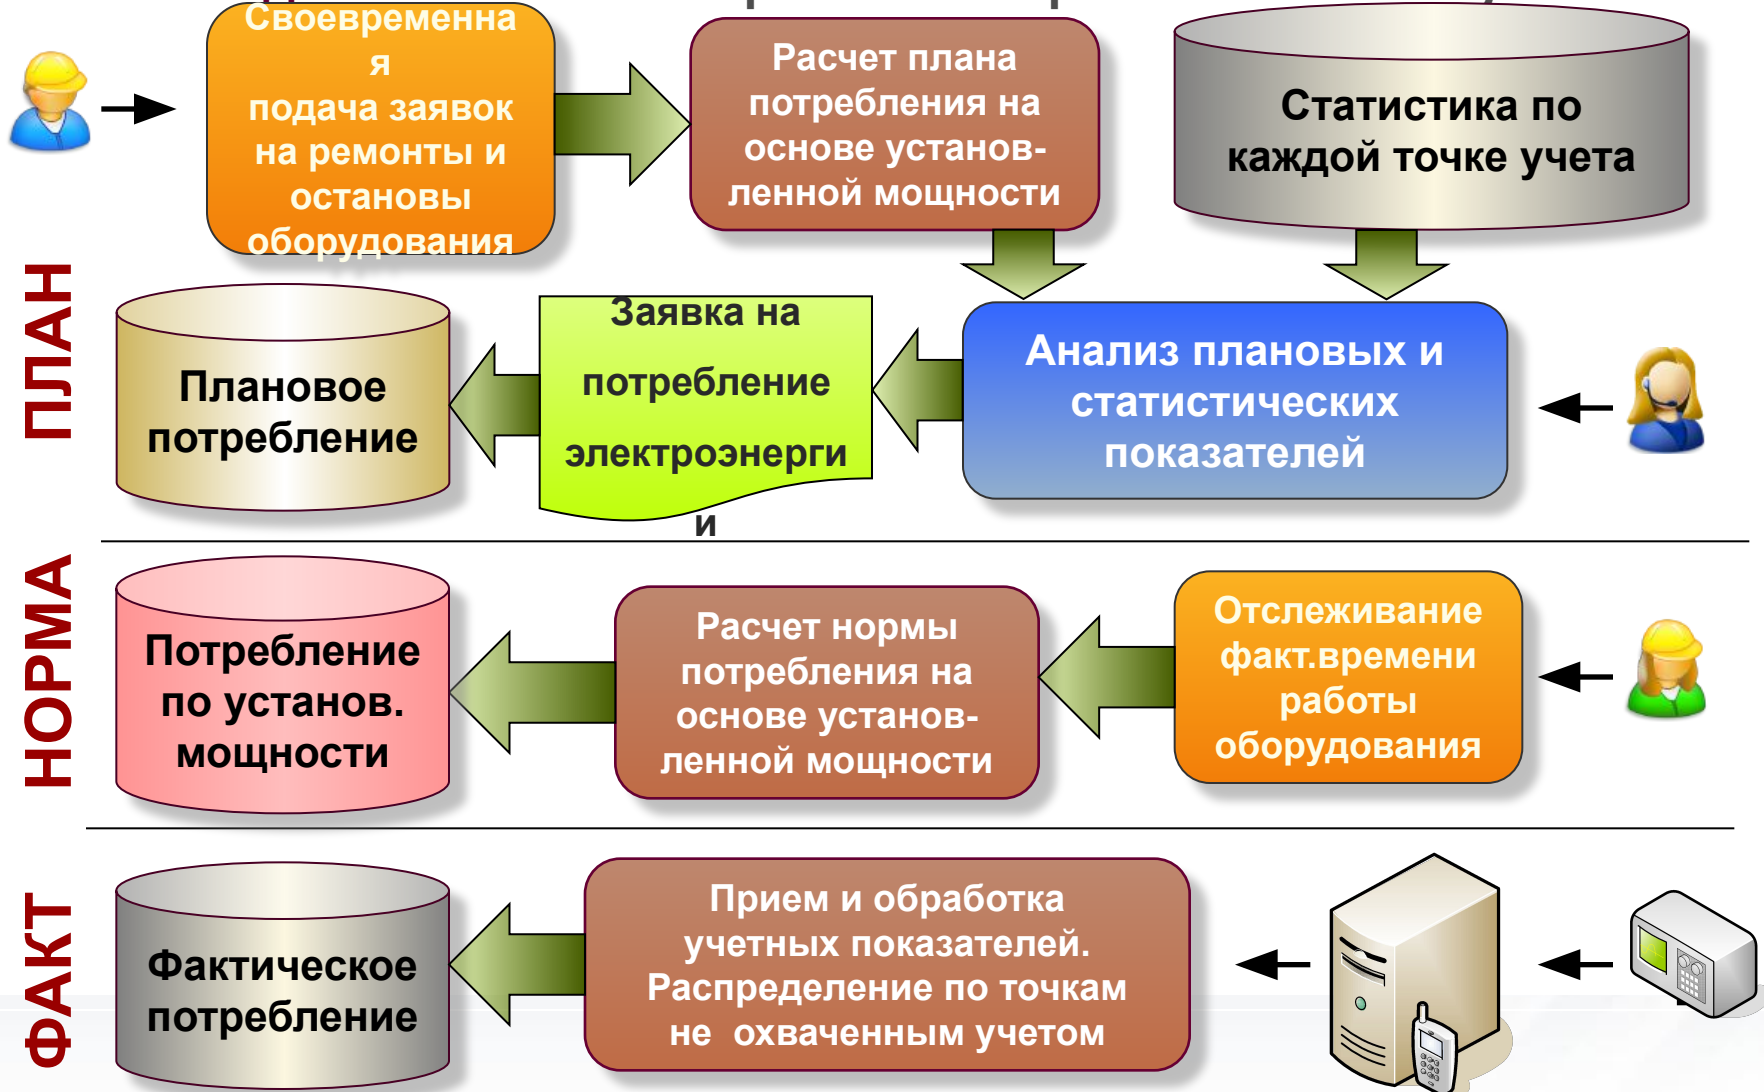 Своевременна
я
подача заявок
на ремонты и
остановы
оборудования
Расчет плана
потребления на
основе установ-
ленной мощности
Статистика по
каждой точке учета
ПЛАН
Плановое
потребление
Заявка на
потребление
электроэнерги
и
Анализ плановых и
статистических
показателей
НОРМА
Потребление
по установ.
мощности
Расчет нормы
потребления на
основе установ-
ленной мощности
Отслеживание
факт.времени
работы
оборудования
ФАКТ
Фактическое
потребление
Прием и обработка
учетных показателей.
Распределение по точкам
не  охваченным учетом